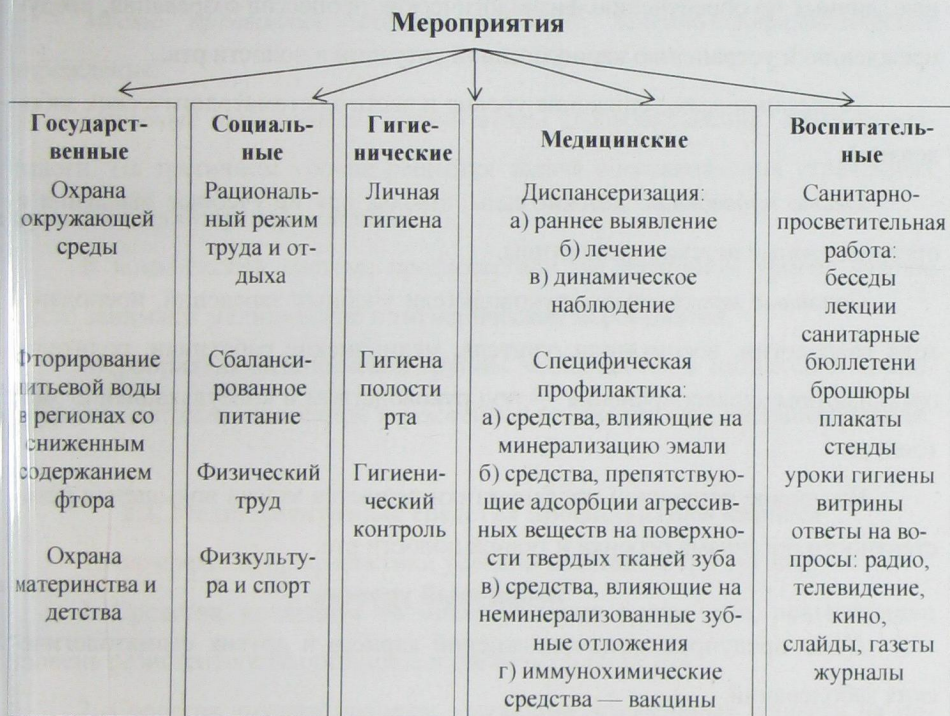 Мероприятия
Государст-
венные
Охрана
окружающей
среды
Фторирование
питьевой воды
в регионах со
сниженным
содержанием
фтора
Охрана
материнства и
детства
Социаль-
ные
Рациональ-
ный режим
труда и от-
дыха
Сбаланси-
рованное
питание
Физический
труд
Физкульту-
ра и спорт
Гигие-
нические
Личная
гигиена
Гигиена
полости
рта
Гигиени-
ческий
контроль
Медицинские
Диспансеризация:
а) раннее выявление
б) лечение
в) динамическое
наблюдение
Специфическая
профилактика:
а) средства, влияющие на
минерализацию эмали
б) средства, препятствую-
щие адсорбции агрессив-
ных веществ на поверхно-
сти твердых тканей зуба
в) средства, влияющие на
неминерализованные зуб-
ные отложения
г) иммунохимические
средства — вакцины
Воспитатель-
ные
Санитарно-
просветительная
работа:
беседы
лекции
санитарные
бюллетени
брошюры
плакаты
стенды
уроки гигиены
витрины
ответы на во-
просы: радио,
телевидение,
кино,
слайды, газеты
журналы